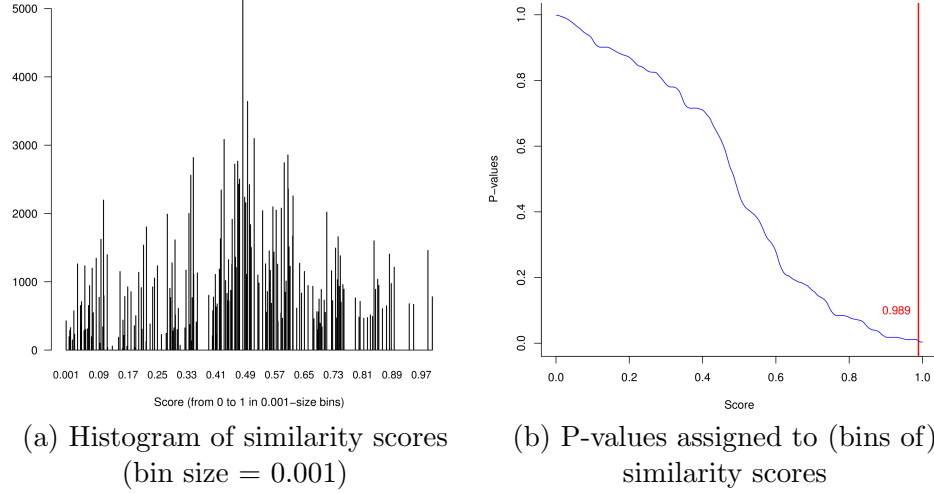 5000
4000
3000
2000
1000
0
0.001 0.09 0.17 0.25 0.33 0.41 0.49 0.57 0.65 0.73 0.81 0.89 0.97
Score (from 0 to 1 in 0.001−size bins)
(a) Histogram of similarity scores
(bin size = 0.001)
P−values
1.0
0.8
0.6
0.4
0.2
0.0
0.989
0.0 0.2 0.4 0.6 0.8 1.0
Score
(b) P-values assigned to (bins of)
similarity scores